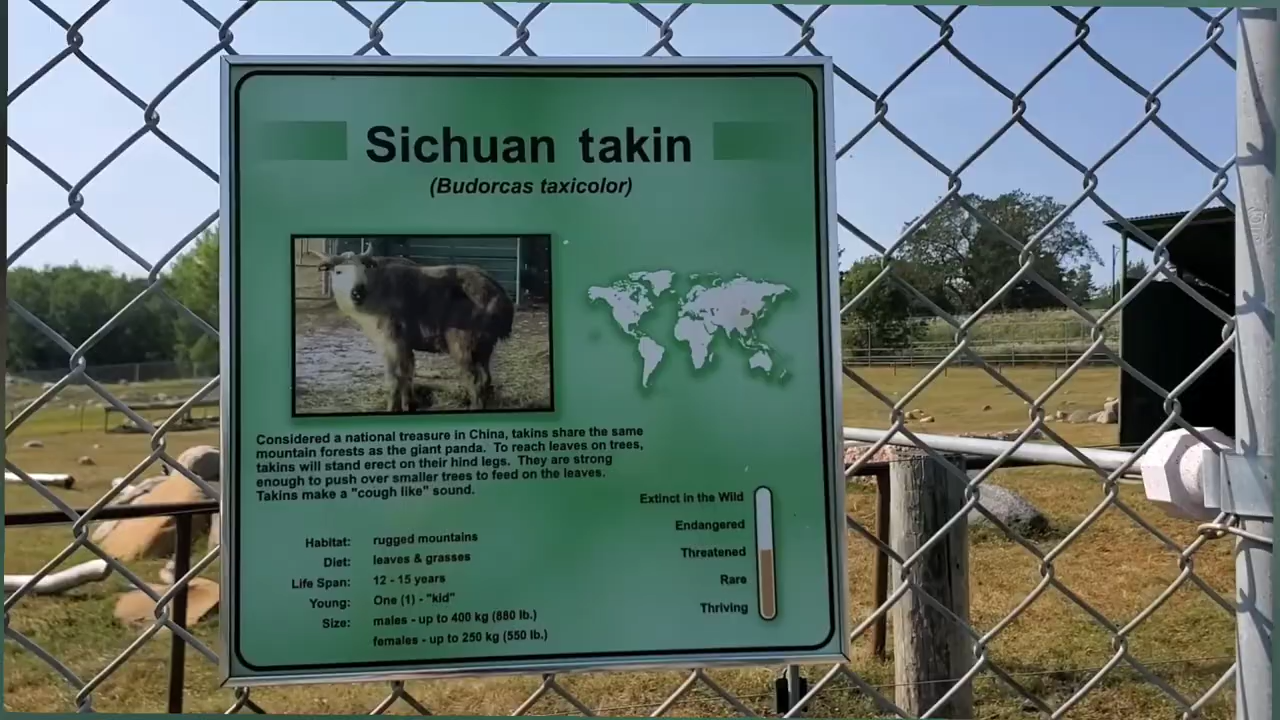 Sichuan takin
(Budorcas taxicolor)
Considered a national treasure in China, takins share the same
mountain forests as the giant panda. To reach leaves on trees,
takins will stand erect on their hind legs. They are strong
enough to push over smaller trees to feed on the leaves.
Takins make a "cough like" sound.
Habitat: rugged mountains
Diet: leaves & grasses
Life Span: 12 - 15 years
Young: One (1) - "kid"
Size: males - up to 400 kg (880 lb.)
females - up to 250 kg (550 lb.)
Extinct in the Wild
Endangered
Threatened
Rare
Thriving